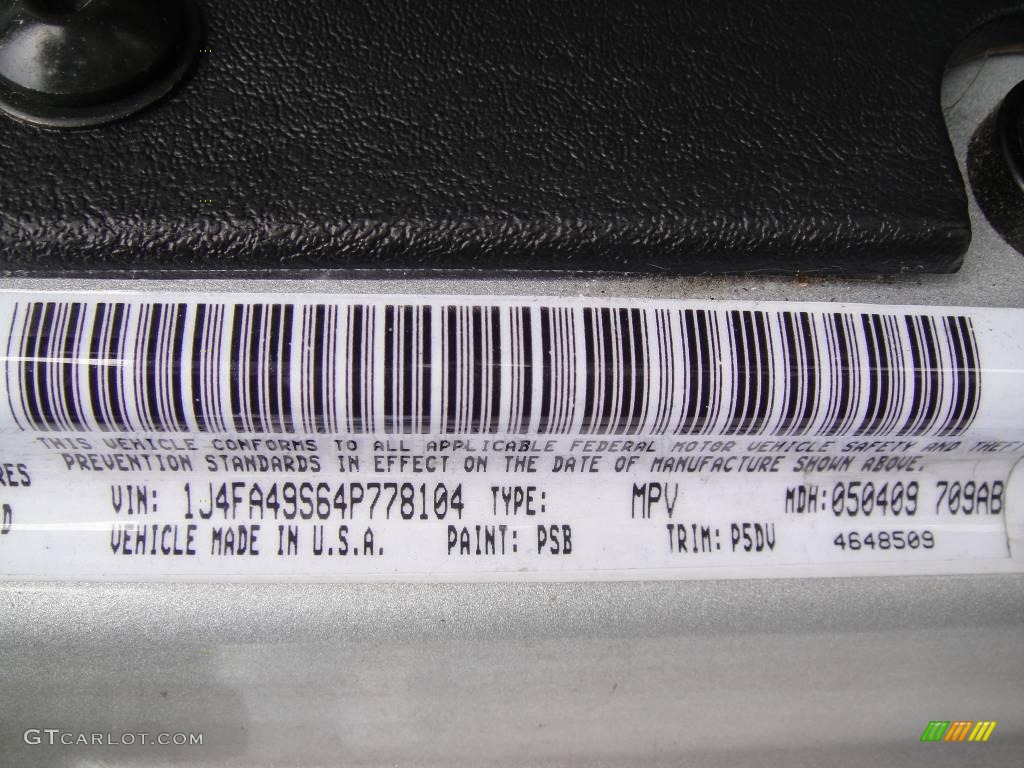 THIS VEHICLE CONFORMS TO ALL APPLICABLE FEDERAL MOTOR VEHICLE SAFETY AND THEFT
PREVENTION STANDARDS IN EFFECT ON THE DATE OF MANUFACTURE SHOWN ABOVE.
RES
VIN: 1J4FA49S64P778104 TYPE: MPV MDH: 050409 709AB
D
VEHICLE MADE IN U.S.A. PAINT: PSB TRIM: P5DV 4648509
GTCARLOT.COM